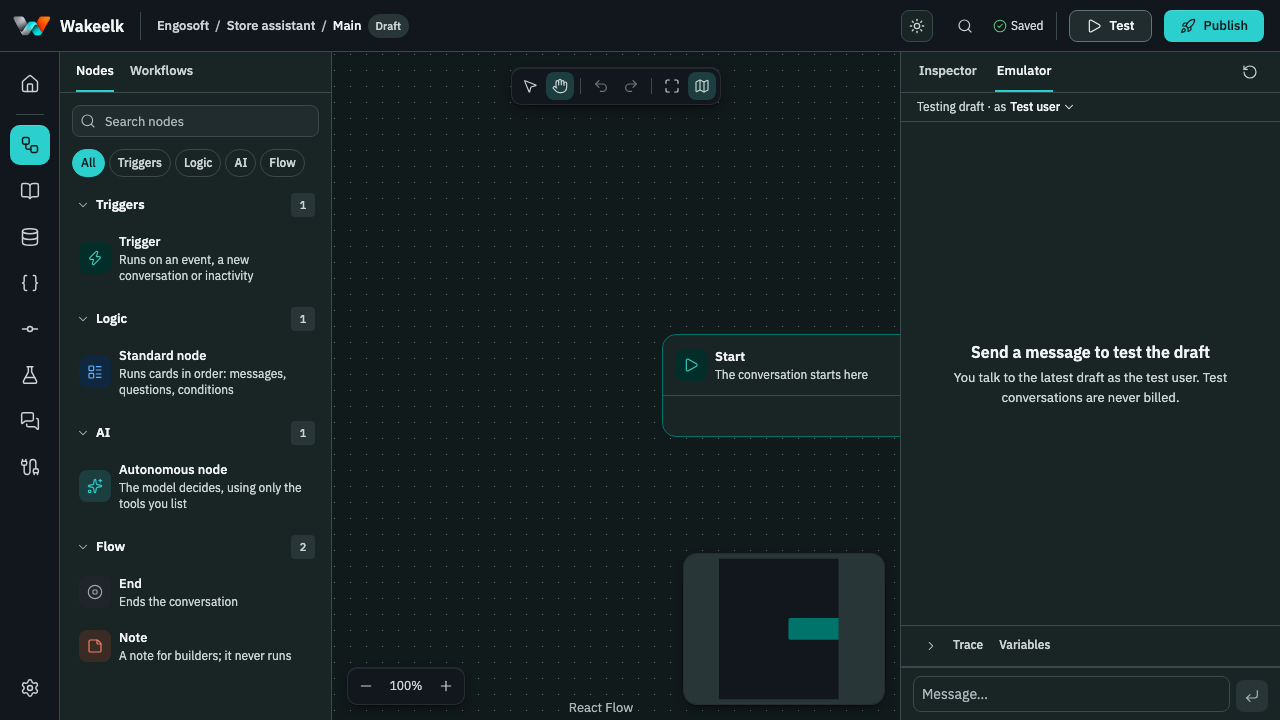 Wakeelk
Engosoft / Store assistant / Main Draft
Saved
Test
Publish
Nodes Workflows
Search nodes
All Triggers Logic AI Flow
Triggers 1
Trigger
Runs on an event, a new
conversation or inactivity
Logic 1
Standard node
Runs cards in order: messages,
questions, conditions
AI 1
Autonomous node
The model decides, using only the
tools you list
Flow 2
End
Ends the conversation
Note
A note for builders; it never runs
Start
The conversation starts here
100%
React Flow
Inspector Emulator
Testing draft · as Test user
Send a message to test the draft
You talk to the latest draft as the test user. Test
conversations are never billed.
Trace Variables
Message...